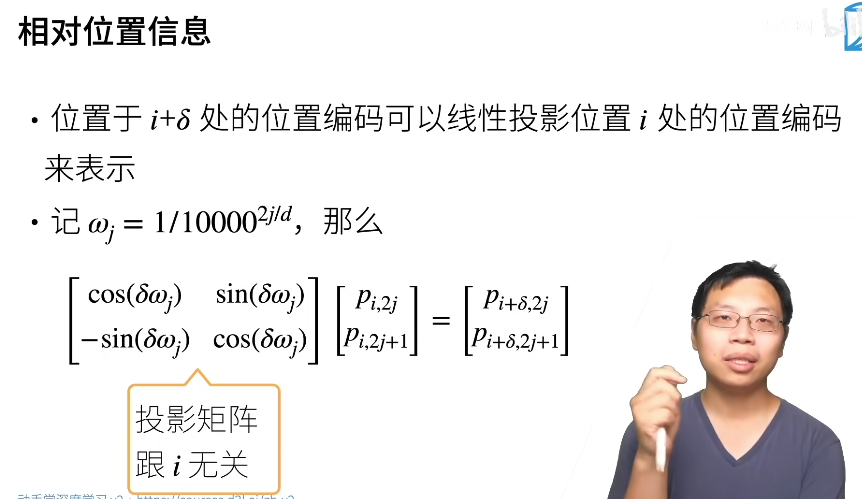 相对位置信息
· 位置于 i+δ 处的位置编码可以线性投影位置 i 处的位置编码
来表示
· 记 ω_j = 1/10000^{2j/d}，那么
[cos(δω_j) sin(δω_j)] [p_{i,2j}] = [p_{i+δ,2j}]
[−sin(δω_j) cos(δω_j)] [p_{i,2j+1}] = [p_{i+δ,2j+1}]
投影矩阵
跟 i 无关